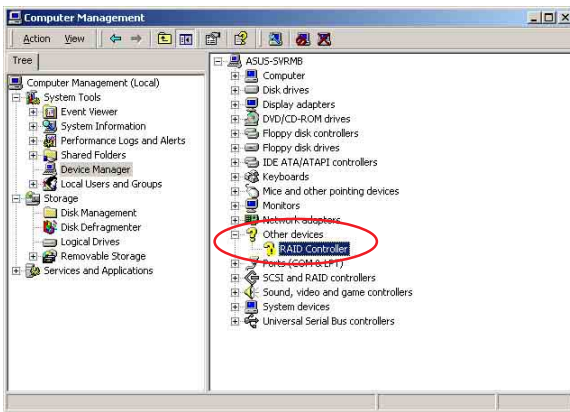 Computer Management
Action View
Tree
Computer Management (Local)
System Tools
Event Viewer
System Information
Performance Logs and Alerts
Shared Folders
Device Manager
Local Users and Groups
Storage
Disk Management
Disk Defragmenter
Logical Drives
Removable Storage
Services and Applications
ASUS-SVRMB
Computer
Disk drives
Display adapters
DVD/CD-ROM drives
Floppy disk controllers
Floppy disk drives
IDE ATA/ATAPI controllers
Keyboards
Mice and other pointing devices
Monitors
Network adapters
Other devices
RAID Controller
Ports (COM & LPT)
SCSI and RAID controllers
Sound, video and game controllers
System devices
Universal Serial Bus controllers